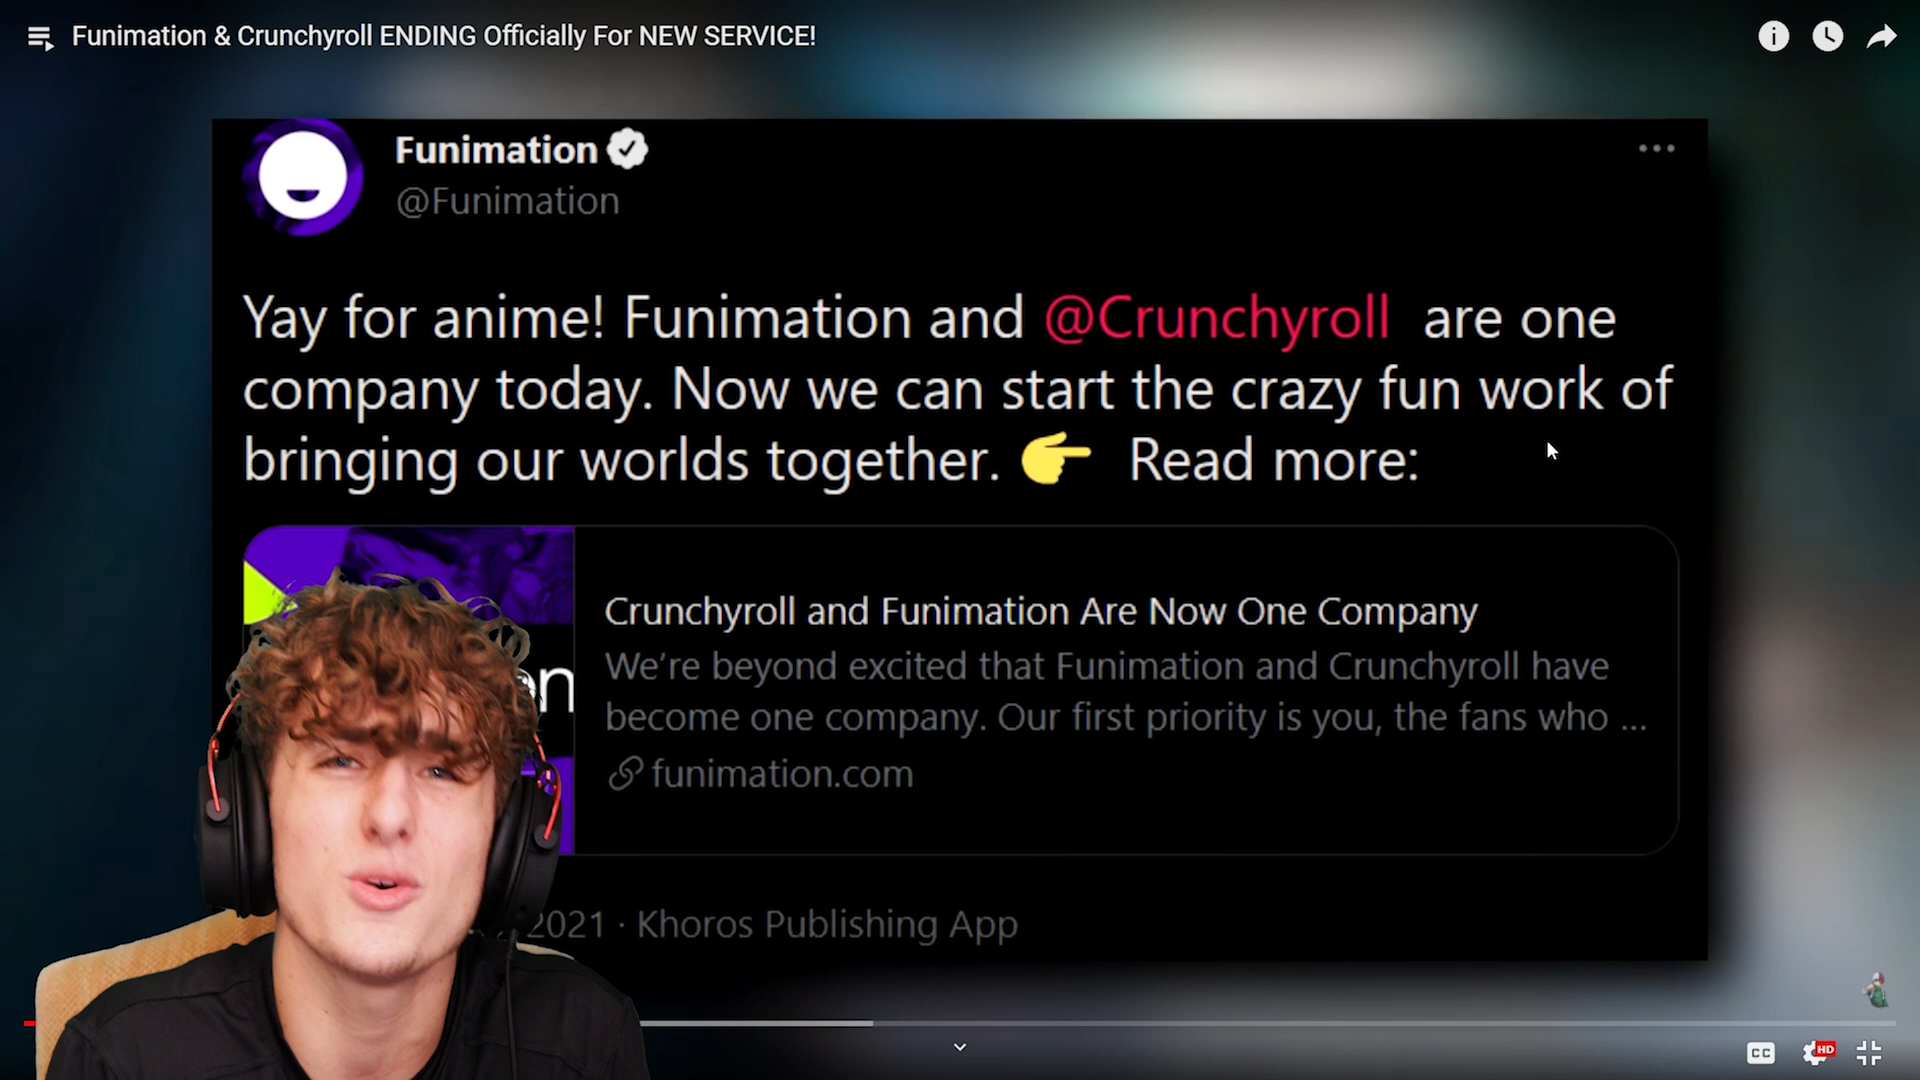 Funimation & Crunchyroll ENDING Officially For NEW SERVICE!
Funimation
@Funimation
Yay for anime! Funimation and @Crunchyroll are one
company today. Now we can start the crazy fun work of
bringing our worlds together. 👉 Read more:
Crunchyroll and Funimation Are Now One Company
We’re beyond excited that Funimation and Crunchyroll have
become one company. Our first priority is you, the fans who ...
funimation.com
2021 · Khoros Publishing App
CC
HD